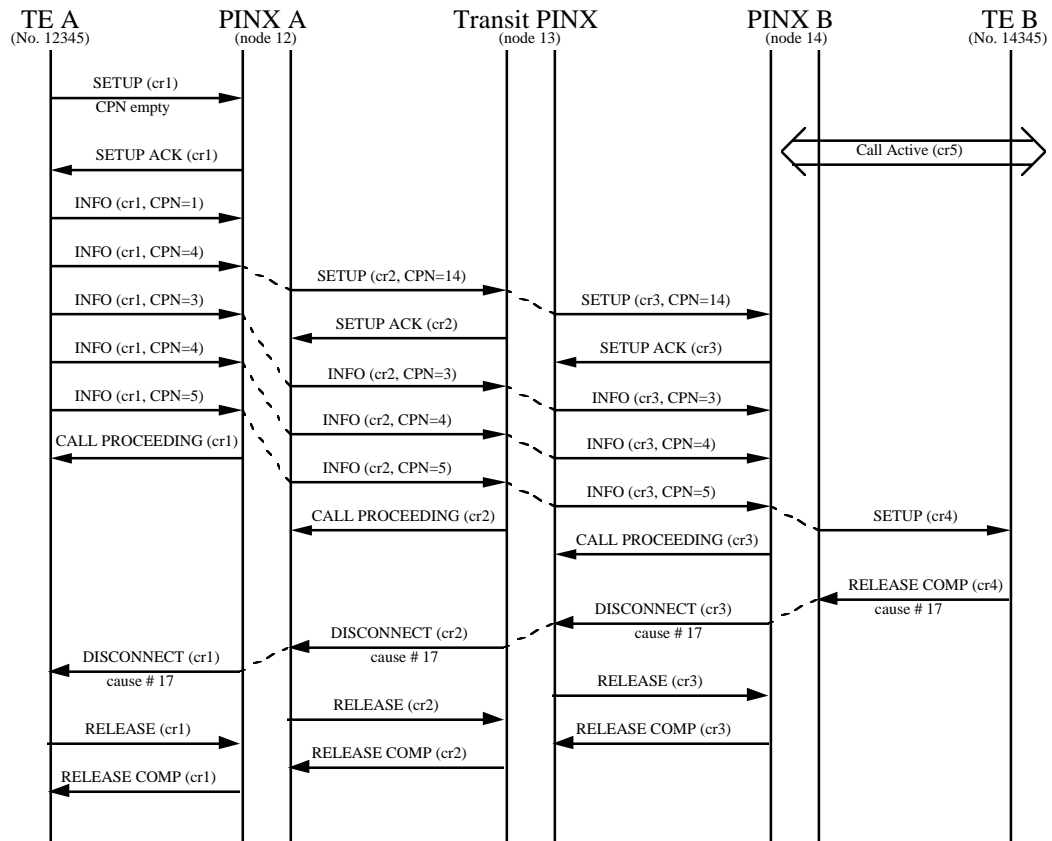 TE A PINX A Transit PINX PINX B TE B
(No. 12345) (node 12) (node 13) (node 14) (No. 14345)
SETUP (cr1)
CPN empty
Call Active (cr5)
SETUP ACK (cr1)
INFO (cr1, CPN=1)
INFO (cr1, CPN=4)
SETUP (cr2, CPN=14)
INFO (cr1, CPN=3) SETUP (cr3, CPN=14)
SETUP ACK (cr2)
INFO (cr1, CPN=4) SETUP ACK (cr3)
INFO (cr2, CPN=3)
INFO (cr1, CPN=5) INFO (cr3, CPN=3)
INFO (cr2, CPN=4)
CALL PROCEEDING (cr1) INFO (cr3, CPN=4)
INFO (cr2, CPN=5)
INFO (cr3, CPN=5)
CALL PROCEEDING (cr2) SETUP (cr4)
CALL PROCEEDING (cr3)
RELEASE COMP (cr4)
cause # 17
DISCONNECT (cr3)
cause # 17
DISCONNECT (cr2)
cause # 17
DISCONNECT (cr1)
cause # 17
RELEASE (cr3)
RELEASE (cr2)
RELEASE (cr1) RELEASE COMP (cr3)
RELEASE COMP (cr2)
RELEASE COMP (cr1)